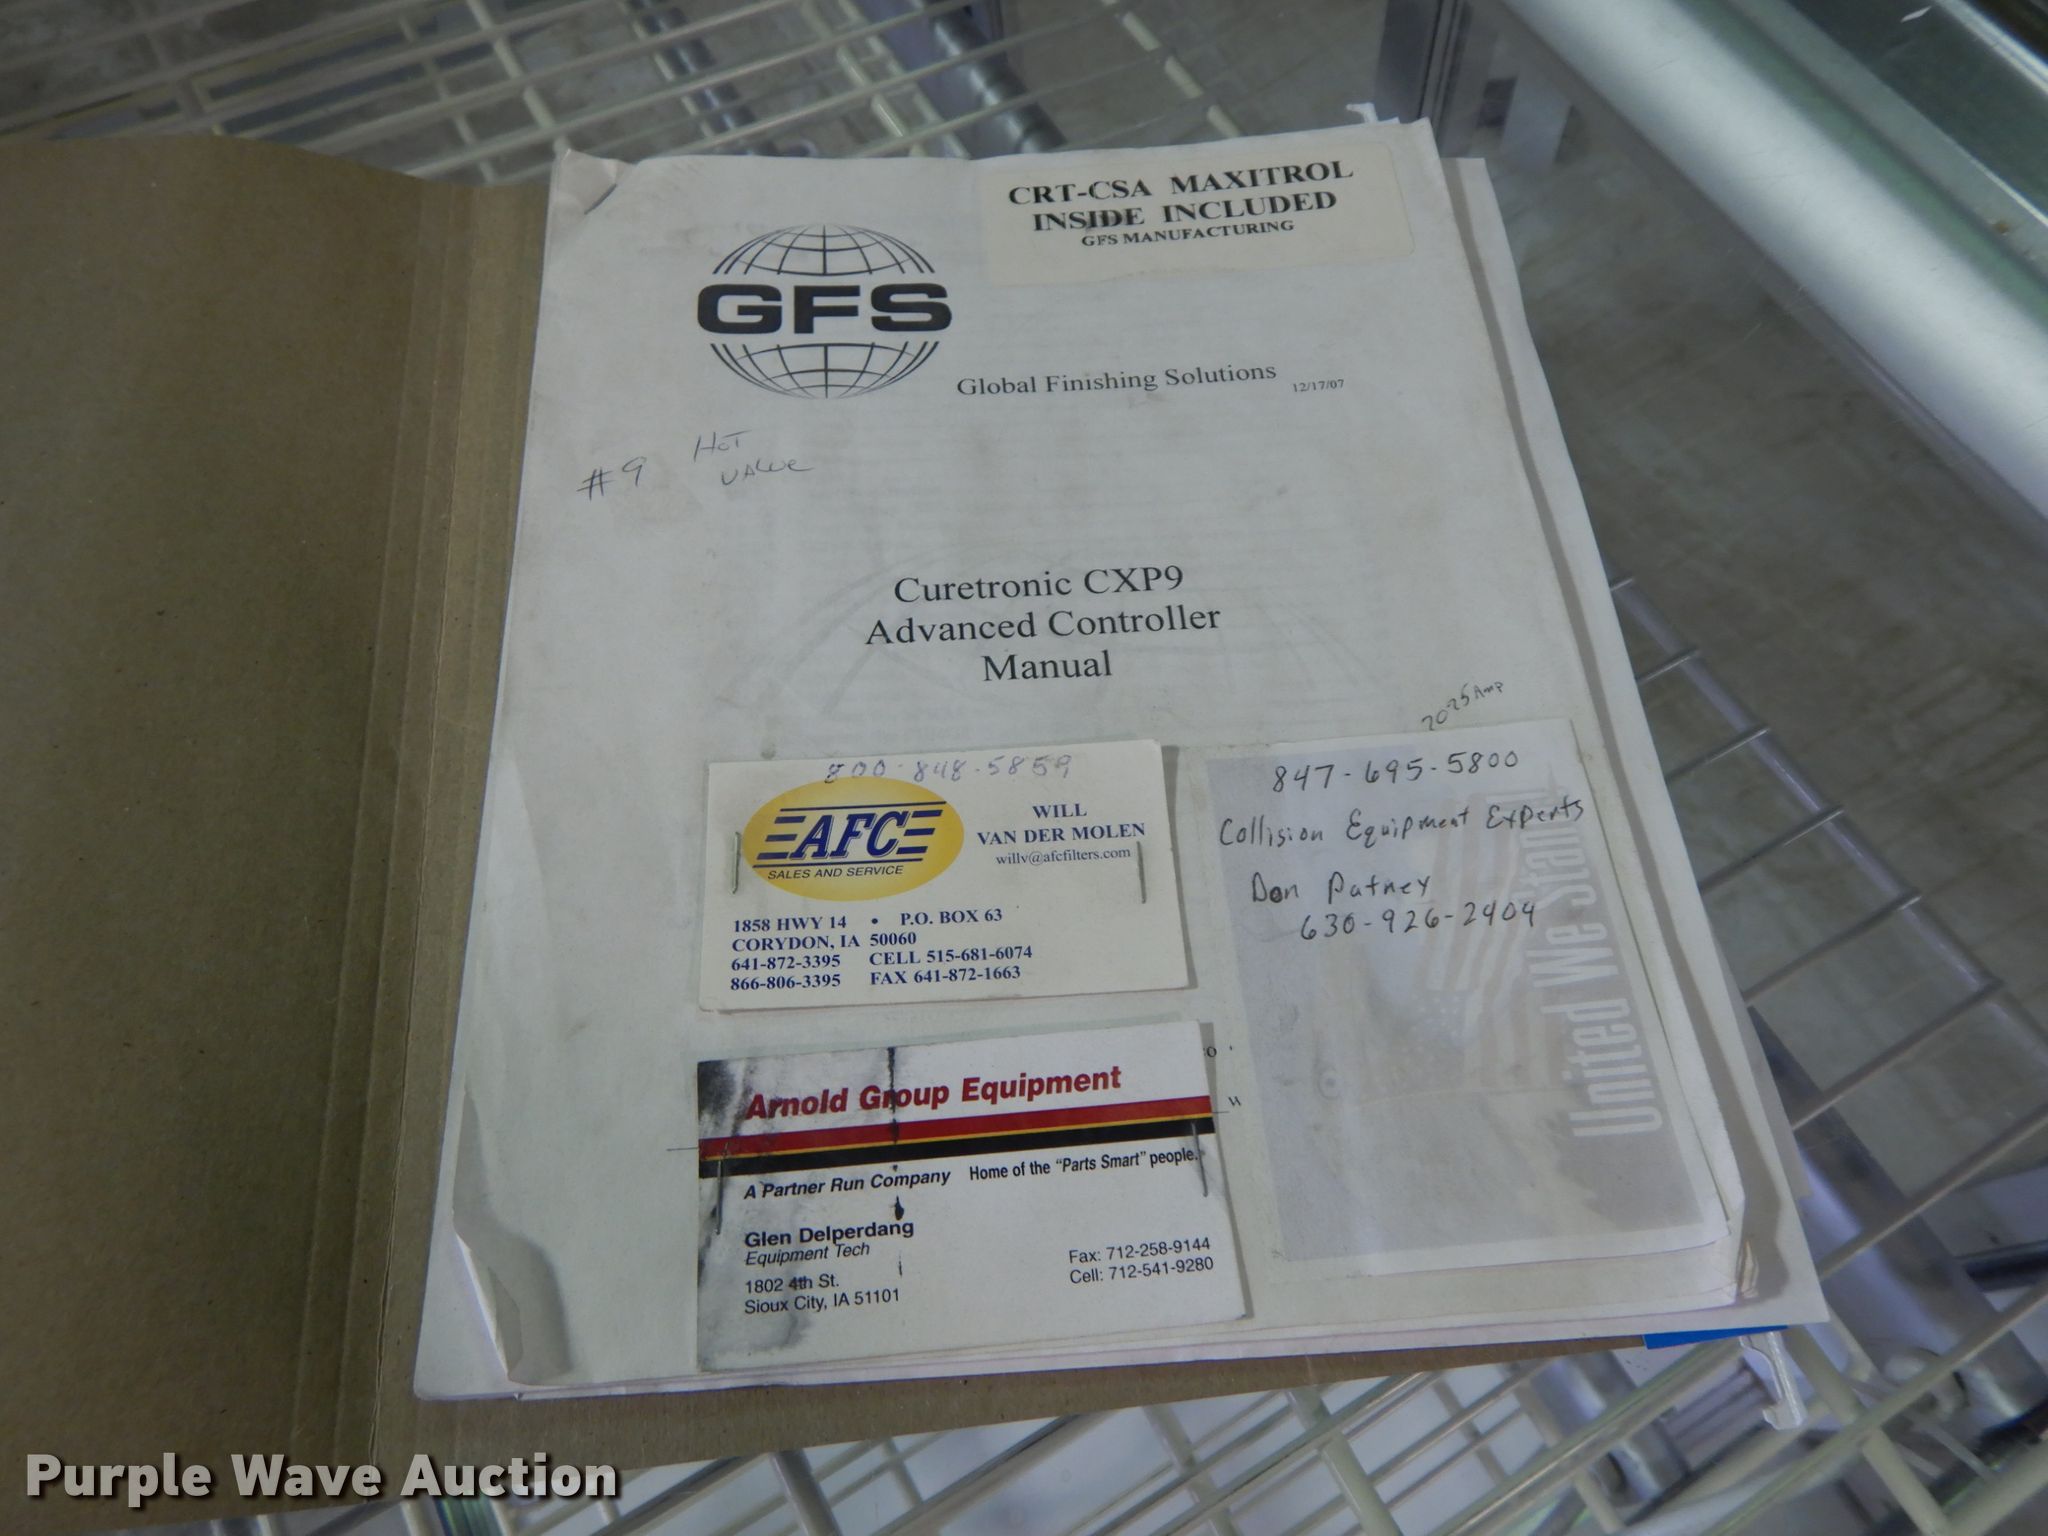 CRT-CSA MAXITROL
INSIDE INCLUDED
GFS MANUFACTURING
GFS
Global Finishing Solutions 12/17/07
#9 HOT
VALUE
Curetronic CXP9
Advanced Controller
Manual
Amp
800-848-5859
AFC
SALES AND SERVICE
WILL
VAN DER MOLEN
willv@afcfilters.com
1858 HWY 14 • P.O. BOX 63
CORYDON, IA 50060
641-872-3395 CELL 515-681-6074
866-806-3395 FAX 641-872-1663
847-695-5800
Collision Equipment Experts
Don Putney
630-926-2404
United We Stan
Arnold Group Equipment
A Partner Run Company Home of the "Parts Smart" people.
Glen Delperdang
Equipment Tech
1802 4th St.
Sioux City, IA 51101
Fax: 712-258-9144
Cell: 712-541-9280
Purple Wave Auction